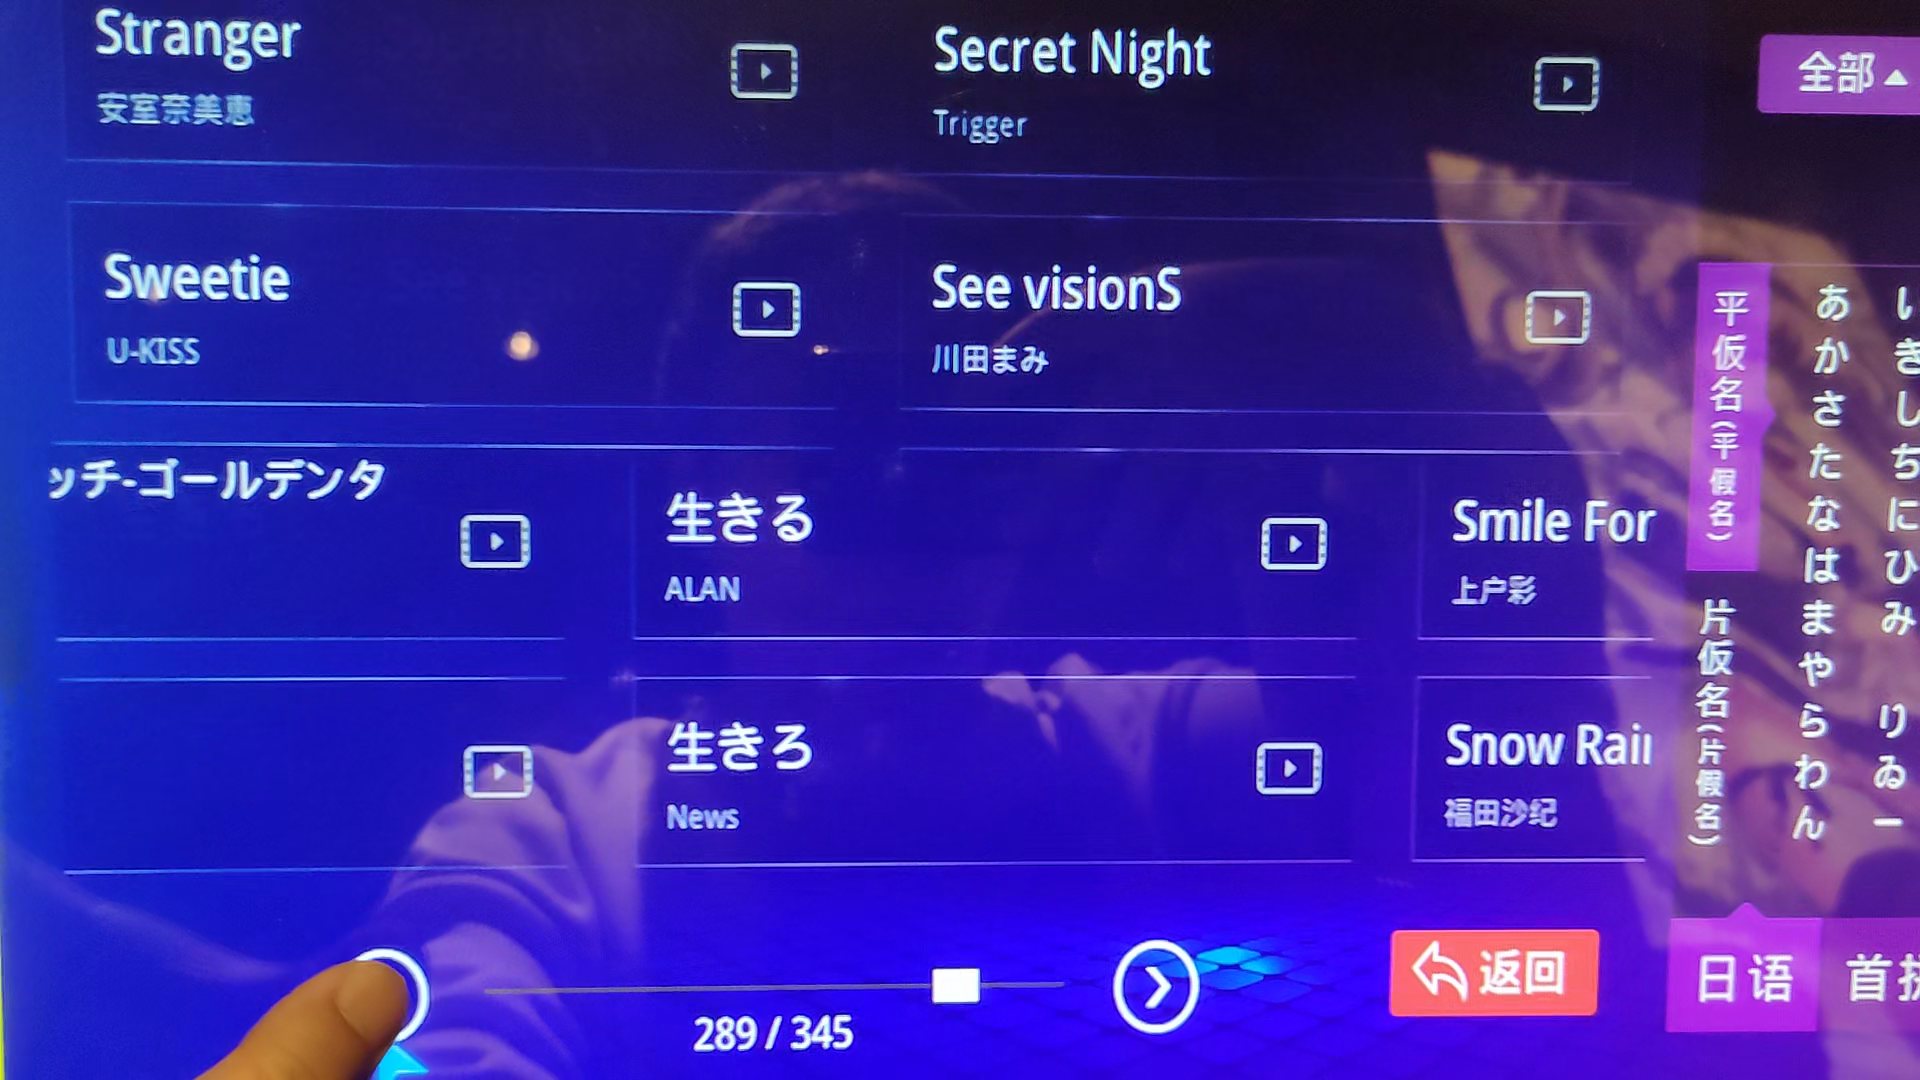 Stranger
安室奈美恵
Secret Night
Trigger
全部▲
Sweetie
U-KISS
See visionS
川田まみ
ッチ-ゴールデンタ
生きる
ALAN
Smile For
上户彩
生きろ
News
Snow Rain
福田沙纪
平仮名(平假名)
片仮名(片假名)
あかさたなはまやらわん
いきしちにひみ りゐー
289 / 345
返回
日语
首拼